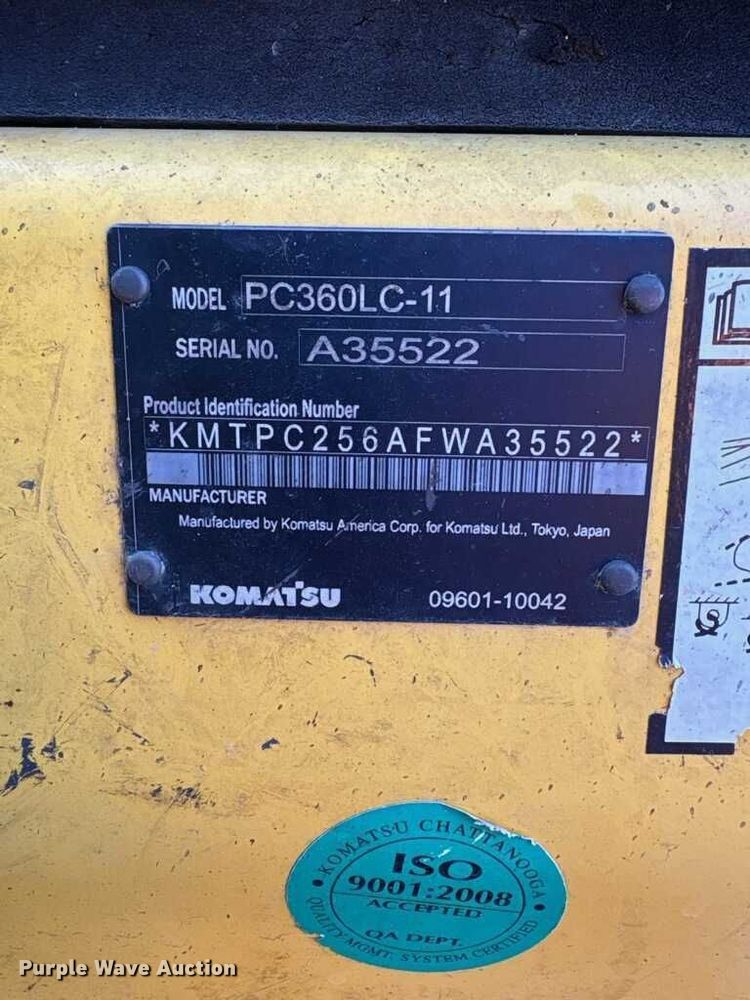 MODEL PC360LC-11
SERIAL NO. A35522
Product Identification Number
*KMTPC256AFWA35522*
MANUFACTURER
Manufactured by Komatsu America Corp. for Komatsu Ltd., Tokyo, Japan
KOMATSU 09601-10042
• KOMATSU CHATTANOOGA •
ISO
9001:2008
ACCEPTED
QA DEPT.
QUALITY MGMT. SYSTEM CERTIFIED
Purple Wave Auction